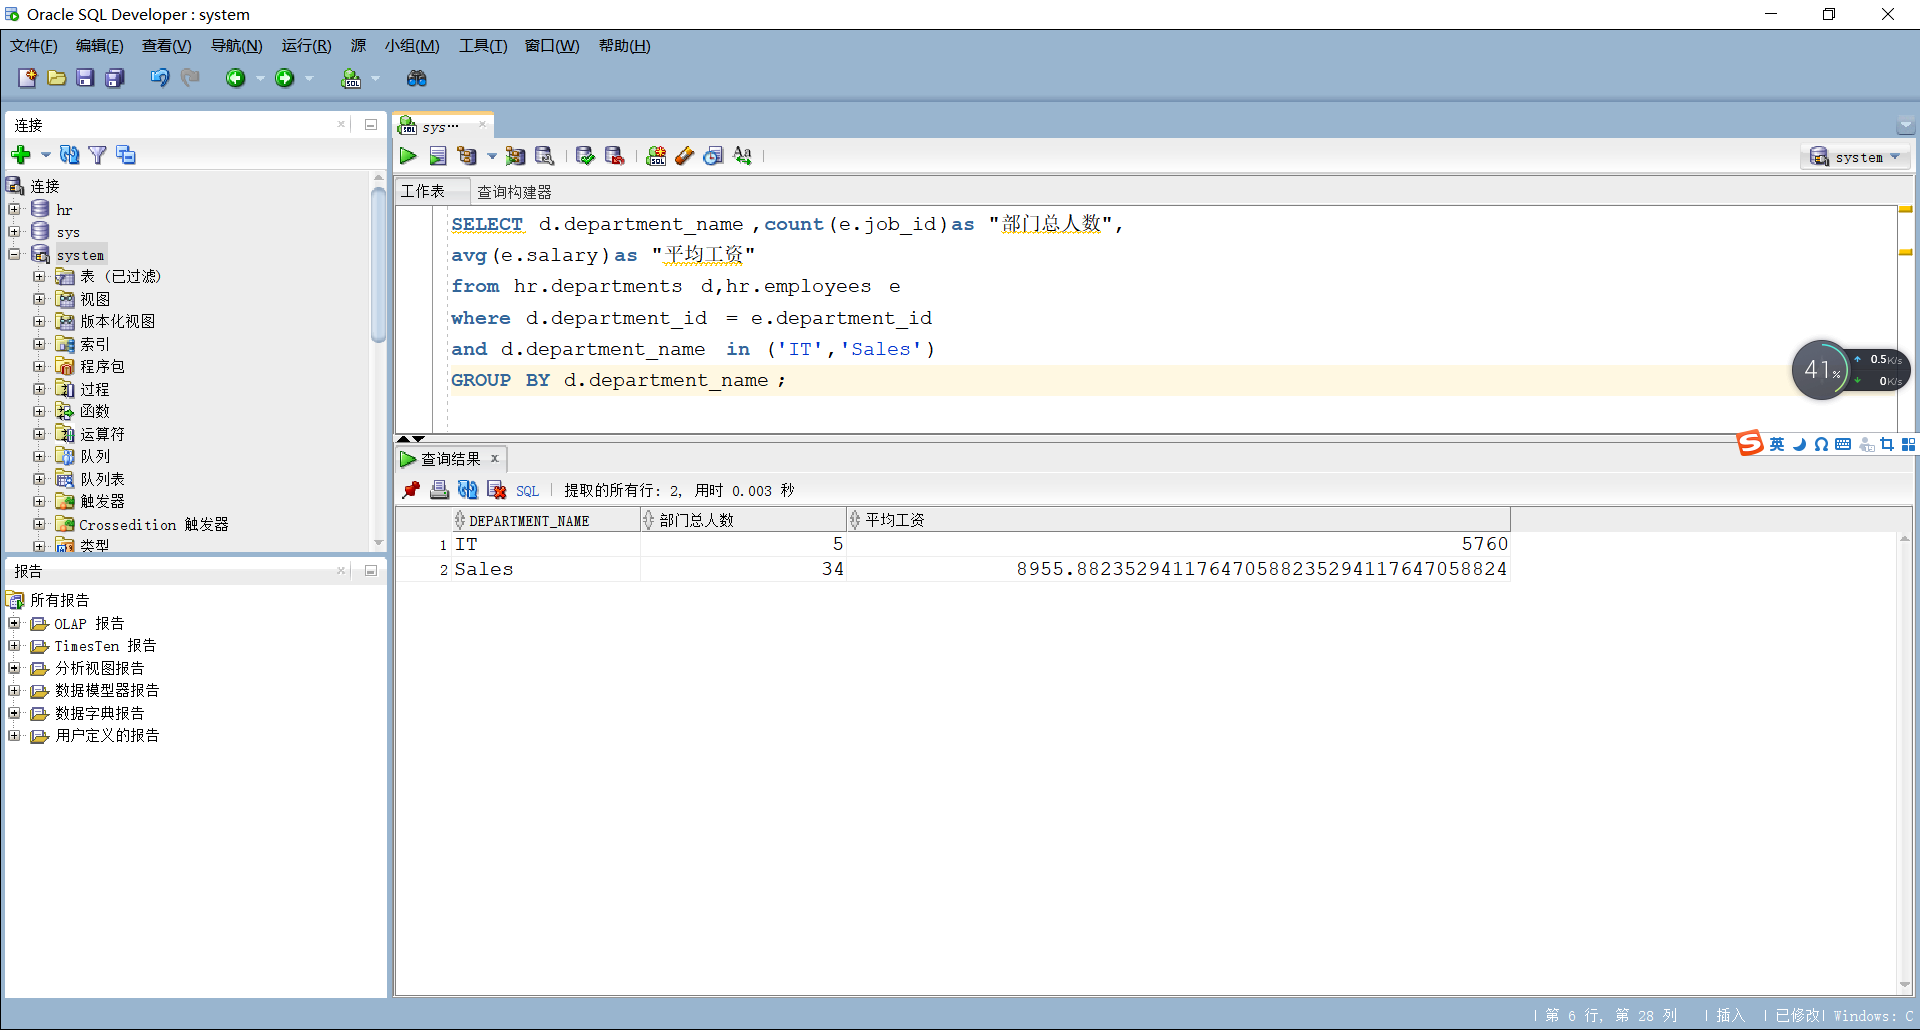 Oracle SQL Developer : system
文件(F) 编辑(E) 查看(V) 导航(N) 运行(R) 源 小组(M) 工具(T) 窗口(W) 帮助(H)
连接
连接
hr
sys
system
表 (已过滤)
视图
版本化视图
索引
程序包
过程
函数
运算符
队列
队列表
触发器
Crossedition 触发器
类型
报告
所有报告
OLAP 报告
TimesTen 报告
分析视图报告
数据模型器报告
数据字典报告
用户定义的报告
sys…
system
工作表 查询构建器
SELECT d.department_name ,count(e.job_id)as "部门总人数",
avg(e.salary)as "平均工资"
from hr.departments d,hr.employees e
where d.department_id = e.department_id
and d.department_name in ('IT','Sales')
GROUP BY d.department_name ;
41% 0.5K/s
0K/s
英
查询结果
SQL 提取的所有行: 2, 用时 0.003 秒
DEPARTMENT_NAME 部门总人数 平均工资
1 IT 5 5760
2 Sales 34 8955.88235294117647058823529411764705882​4
第 6 行, 第 28 列 插入 已修改 Windows: C